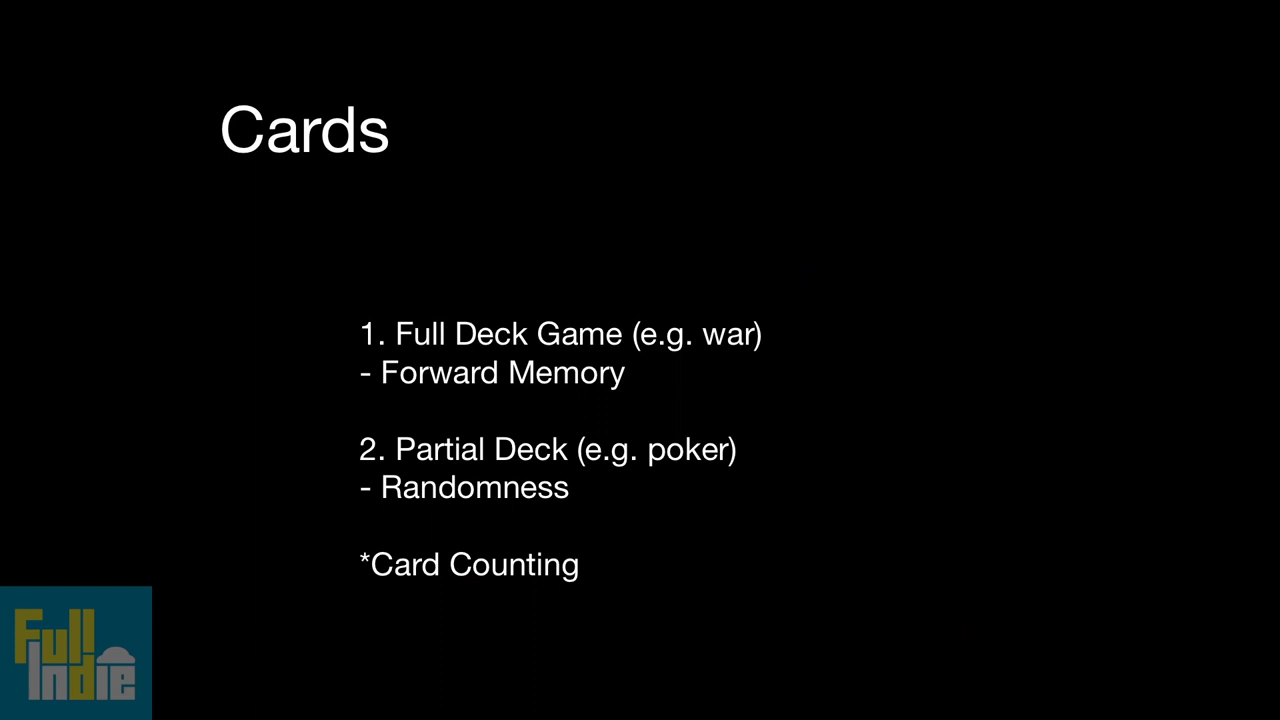 Cards
1. Full Deck Game (e.g. war)
- Forward Memory
2. Partial Deck (e.g. poker)
- Randomness
*Card Counting
Full
Indie